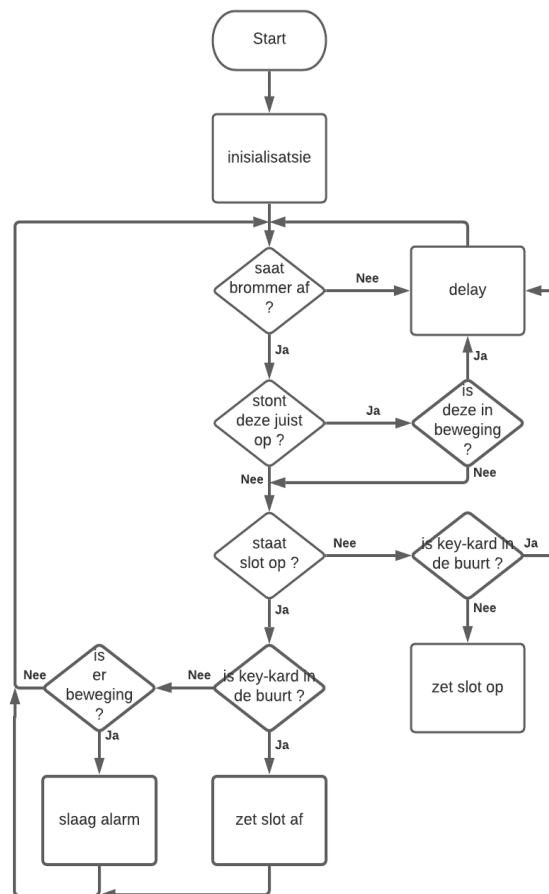 Start
inisialisatsie
saat
brommer af
?
Nee
delay
Ja
stont
deze juist
op ?
Ja
is
deze in
beweging
?
Ja
Nee
Nee
staat
slot op ?
Nee
is key-kard in
de buurt ?
Ja
Ja
Nee
zet slot op
is
er
beweging
?
Nee
Nee
is key-kard in
de buurt ?
Ja
Ja
slaag alarm
zet slot af